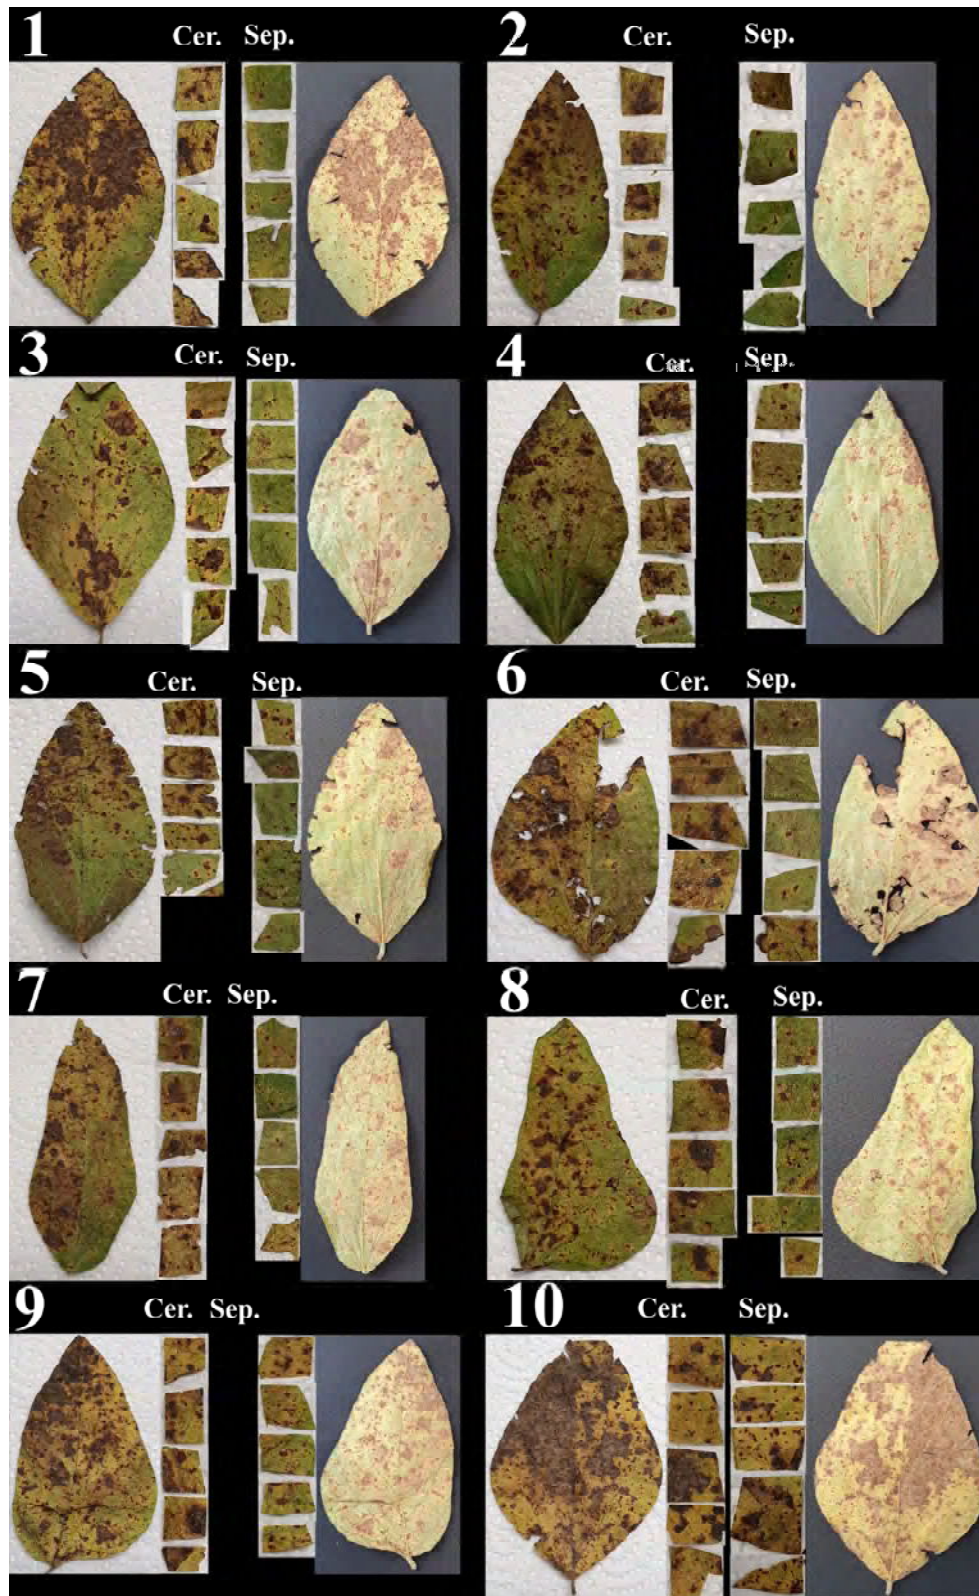 1 Cer. Sep.
2 Cer. Sep.
3 Cer. Sep.
4 Cer. Sep.
5 Cer. Sep.
6 Cer. Sep.
7 Cer. Sep.
8 Cer. Sep.
9 Cer. Sep.
10 Cer. Sep.